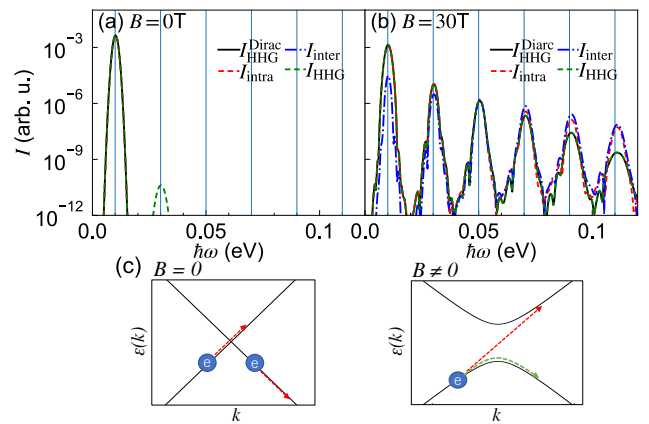 (a) B=0T
(b) B=30T
I_HHG^Dirac
I_inter
I_intra
I_HHG
I_HHG^Diarc
I_inter
I_intra
I_HHG
I (arb. u.)
10^−3
10^−6
10^−9
10^−12
0.0 0.05 0.1
0.0 0.05 0.1
ħω (eV)
ħω (eV)
(c) B = 0
B ≠ 0
ε(k)
e
e
k
ε(k)
e
k